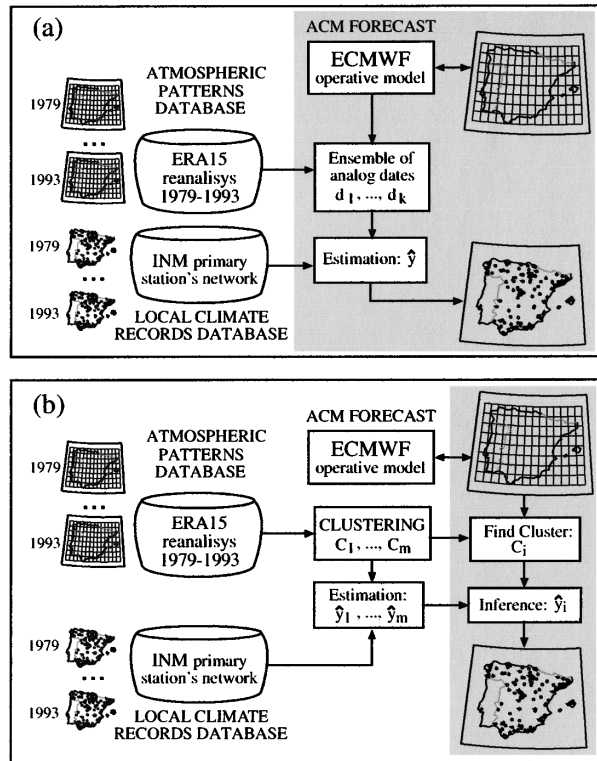 (a)
ACM FORECAST
ATMOSPHERIC
PATTERNS
DATABASE
ECMWF
operative model
1979
...
1993
ERA15
reanalisys
1979-1993
Ensemble of
analog dates
d1, ..., dk
1979
...
1993
INM primary
station's network
Estimation: ŷ
LOCAL CLIMATE
RECORDS DATABASE
(b)
ACM FORECAST
ATMOSPHERIC
PATTERNS
DATABASE
ECMWF
operative model
1979
...
1993
ERA15
reanalisys
1979-1993
CLUSTERING
C1, ..., Cm
Find Cluster:
Ci
Estimation:
ŷ1, ..., ŷm
Inference: ŷi
1979
...
1993
INM primary
station's network
LOCAL CLIMATE
RECORDS DATABASE